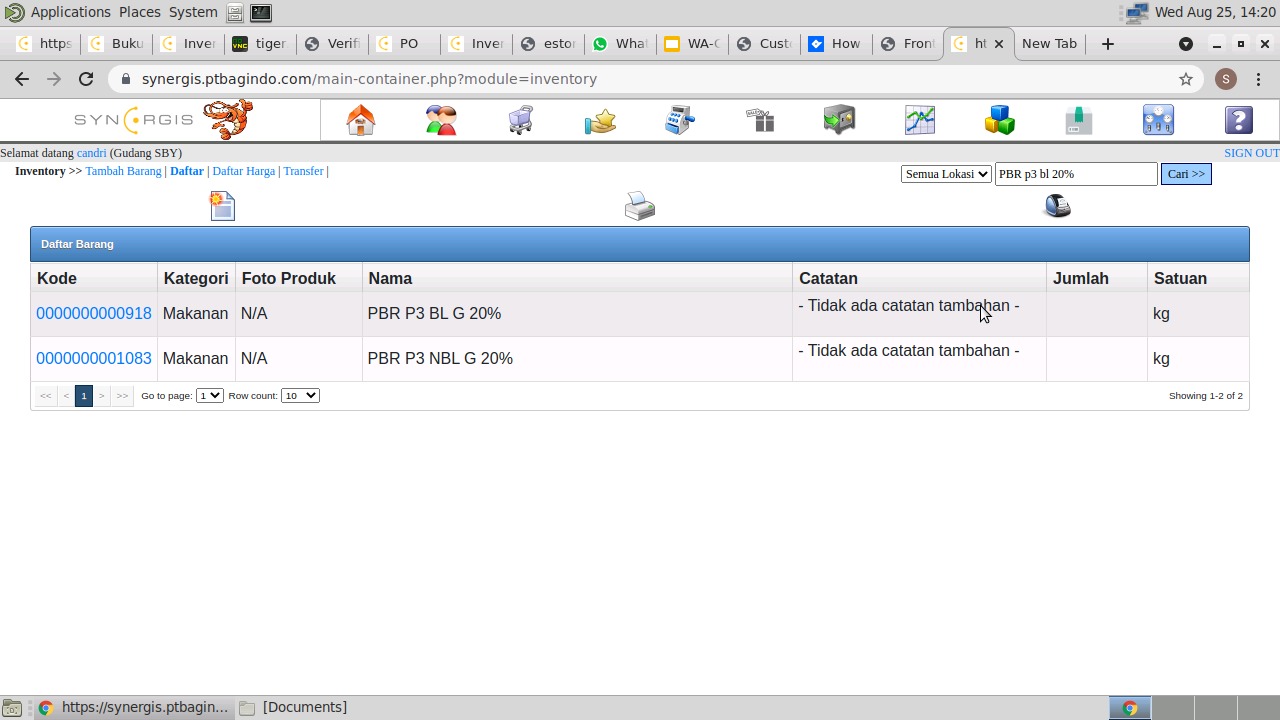 Applications Places System Wed Aug 25, 14:20
https Buku Inver tiger Verifi PO Inver estor What WA-C Custo How Front ht New Tab
synergis.ptbagindo.com/main-container.php?module=inventory S
SYNERGIS
Selamat datang candri (Gudang SBY) SIGN OUT
Inventory >> Tambah Barang | Daftar | Daftar Harga | Transfer | Semua Lokasi PBR p3 bl 20% Cari >>
Daftar Barang
Kode Kategori Foto Produk Nama Catatan Jumlah Satuan
0000000000918 Makanan N/A PBR P3 BL G 20% - Tidak ada catatan tambahan - kg
0000000001083 Makanan N/A PBR P3 NBL G 20% - Tidak ada catatan tambahan - kg
<< < 1 > >> Go to page: 1 Row count: 10 Showing 1-2 of 2
https://synergis.ptbagin... [Documents]